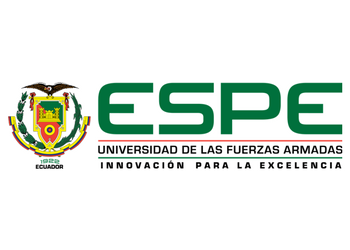 ESPE
UNIVERSIDAD DE LAS FUERZAS ARMADAS
INNOVACIÓN PARA LA EXCELENCIA
1922
ECUADOR